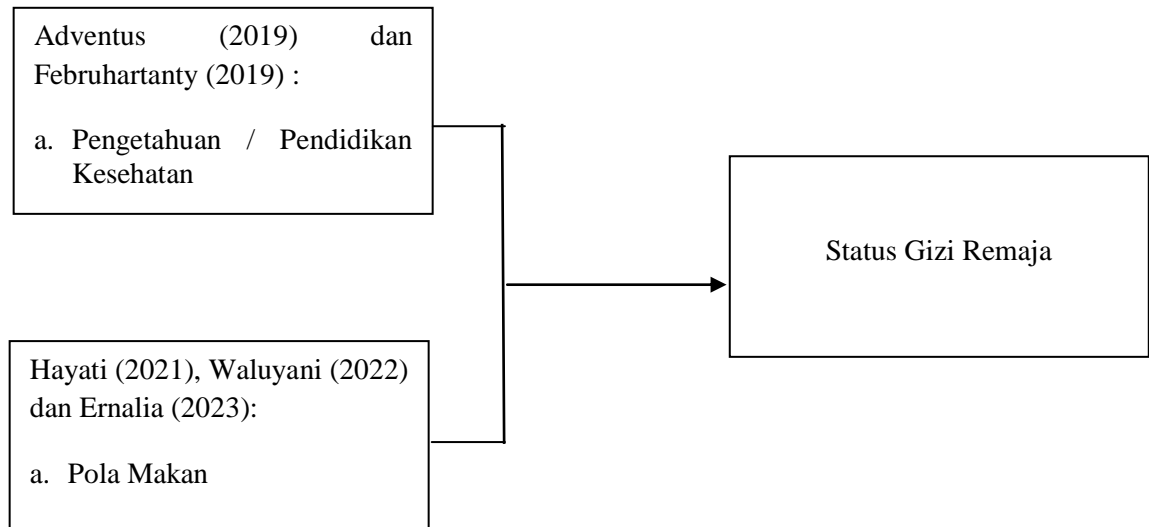 Adventus (2019) dan
Februhartanty (2019) :
a. Pengetahuan / Pendidikan
Kesehatan
Status Gizi Remaja
Hayati (2021), Waluyani (2022)
dan Ernalia (2023):
a. Pola Makan